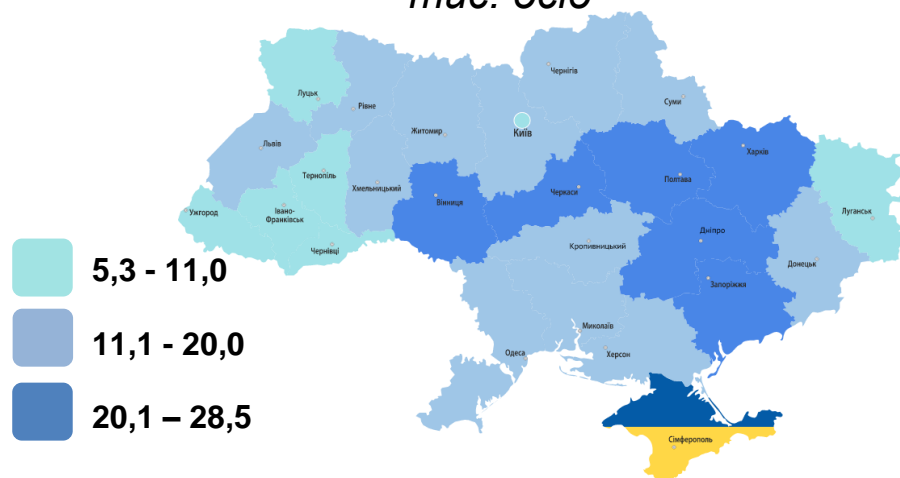 тис. осіб
Чернігів
Луцьк
Рівне
Суми
Житомир
Київ
Львів
Харків
Тернопіль
Хмельницький
Полтава
Вінниця
Черкаси
Ужгород
Івано-
Франківськ
Луганськ
Чернівці
Дніпро
Кропивницький
Донецьк
5,3 - 11,0
Запоріжжя
Миколаїв
11,1 - 20,0
Одеса
Херсон
20,1 – 28,5
Сімферополь